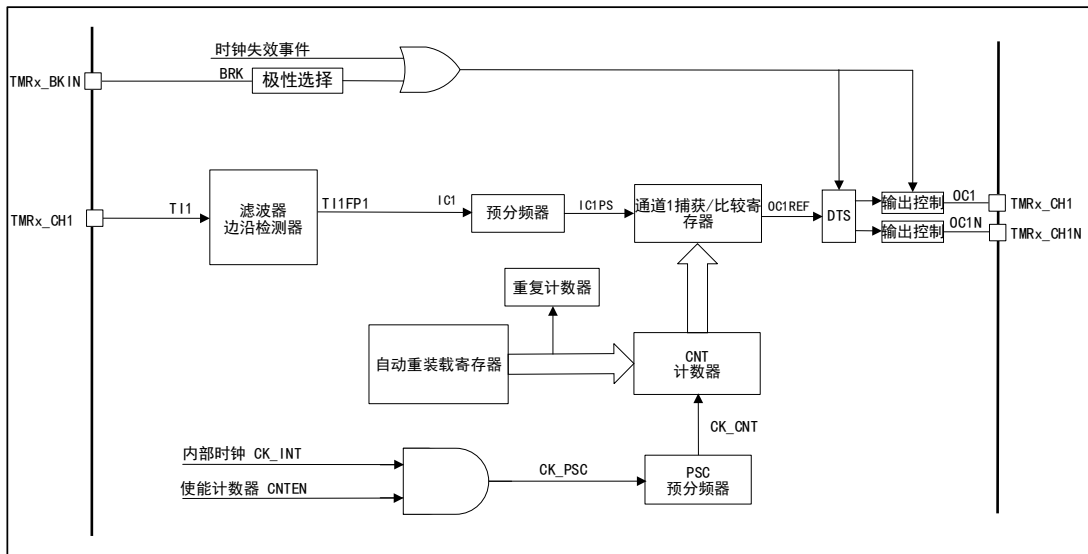 时钟失效事件
TMRx_BKIN
BRK
极性选择
TMRx_CH1
TI1
滤波器
边沿检测器
TI1FP1
IC1
预分频器
IC1PS
通道1捕获/比较寄
存器
OC1REF
DTS
输出控制
OC1
TMRx_CH1
输出控制
OC1N
TMRx_CH1N
重复计数器
自动重装载寄存器
CNT
计数器
CK_CNT
内部时钟 CK_INT
使能计数器 CNTEN
CK_PSC
PSC
预分频器